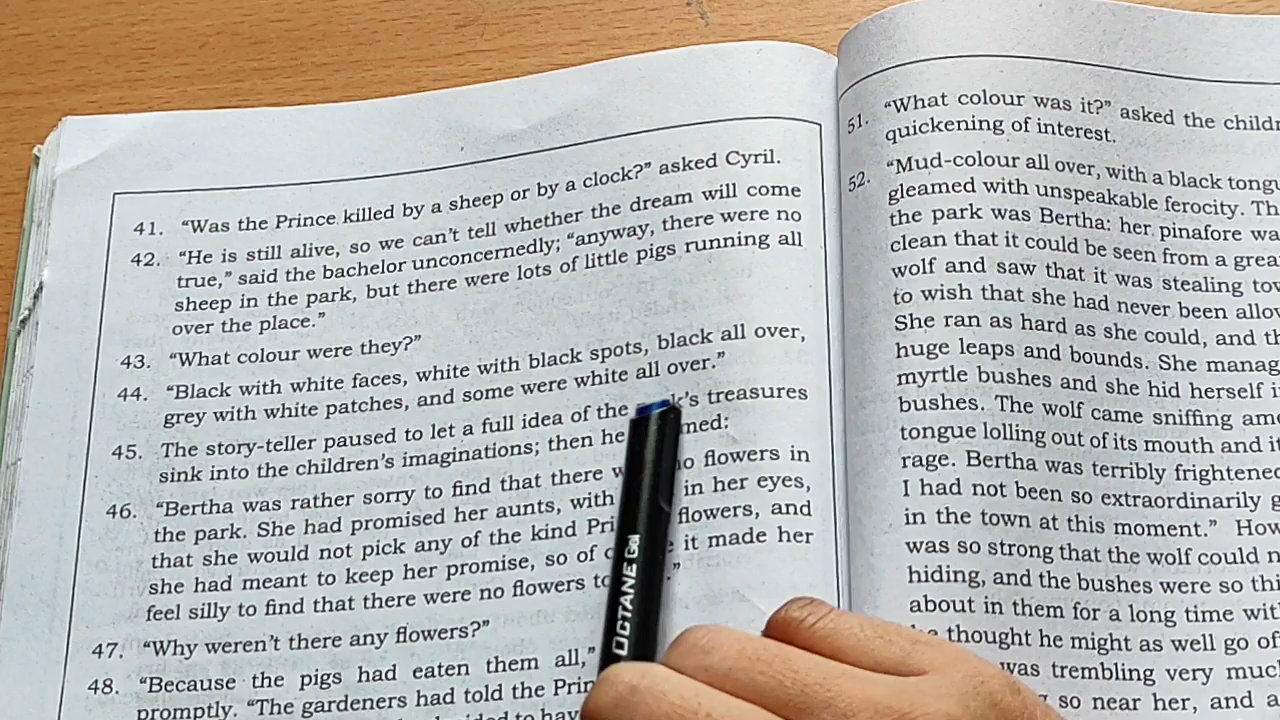 41. “Was the Prince killed by a sheep or by a clock?” asked Cyril.
42. “He is still alive, so we can’t tell whether the dream will come
true,” said the bachelor unconcernedly; “anyway, there were no
sheep in the park, but there were lots of little pigs running all
over the place.”
43. “What colour were they?”
44. “Black with white faces, white with black spots, black all over,
grey with white patches, and some were white all over.”
45. The story-teller paused to let a full idea of the k’s treasures
sink into the children’s imaginations; then he med:
46. “Bertha was rather sorry to find that there w no flowers in
the park. She had promised her aunts, with in her eyes,
that she would not pick any of the kind Pri flowers, and
she had meant to keep her promise, so of c e it made her
feel silly to find that there were no flowers to .”
47. “Why weren’t there any flowers?”
48. “Because the pigs had eaten them all,”
promptly. “The gardeners had told the Prin
to hav
OCTANE Gel
51. “What colour was it?” asked the childr
quickening of interest.
52. “Mud-colour all over, with a black tongu
gleamed with unspeakable ferocity. Th
the park was Bertha: her pinafore wa
clean that it could be seen from a grea
wolf and saw that it was stealing tow
to wish that she had never been allow
She ran as hard as she could, and th
huge leaps and bounds. She manag
myrtle bushes and she hid herself i
bushes. The wolf came sniffing am
tongue lolling out of its mouth and it
rage. Bertha was terribly frightened
I had not been so extraordinarily g
in the town at this moment.” How
was so strong that the wolf could n
hiding, and the bushes were so thi
about in them for a long time wit
thought he might as well go of
was trembling very muc
so near her, and a